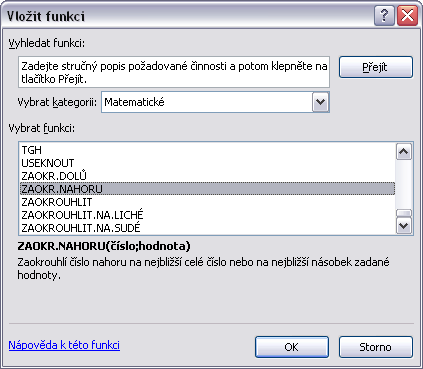 Vložit funkci
Vyhledat funkci:
Zadejte stručný popis požadované činnosti a potom klepněte na
tlačítko Přejít.
Přejít
Vybrat kategorii: Matematické
Vybrat funkci:
TGH
USEKNOUT
ZAOKR.DOLŮ
ZAOKR.NAHORU
ZAOKROUHLIT
ZAOKROUHLIT.NA.LICHÉ
ZAOKROUHLIT.NA.SUDÉ
ZAOKR.NAHORU(číslo;hodnota)
Zaokrouhlí číslo nahoru na nejbližší celé číslo nebo na nejbližší násobek zadané
hodnoty.
Nápověda k této funkci
OK
Storno